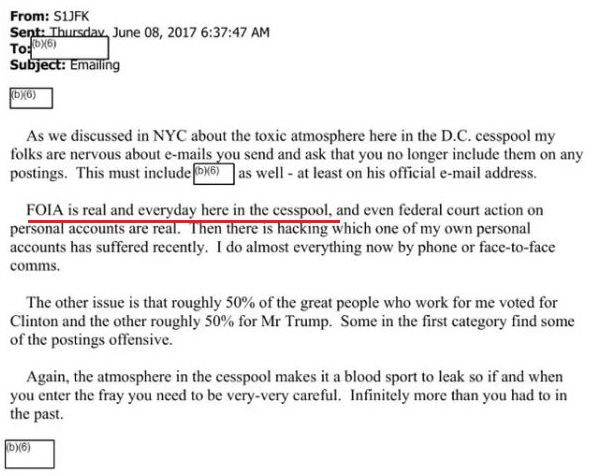 From: S1JFK
Sent: Thursday, June 08, 2017 6:37:47 AM
To: (b)(6)
Subject: Emailing
(b)(6)
As we discussed in NYC about the toxic atmosphere here in the D.C. cesspool my
folks are nervous about e-mails you send and ask that you no longer include them on any
postings. This must include (b)(6) as well - at least on his official e-mail address.
FOIA is real and everyday here in the cesspool, and even federal court action on
personal accounts are real. Then there is hacking which one of my own personal
accounts has suffered recently. I do almost everything now by phone or face-to-face
comms.
The other issue is that roughly 50% of the great people who work for me voted for
Clinton and the other roughly 50% for Mr Trump. Some in the first category find some
of the postings offensive.
Again, the atmosphere in the cesspool makes it a blood sport to leak so if and when
you enter the fray you need to be very-very careful. Infinitely more than you had to in
the past.
(b)(6)